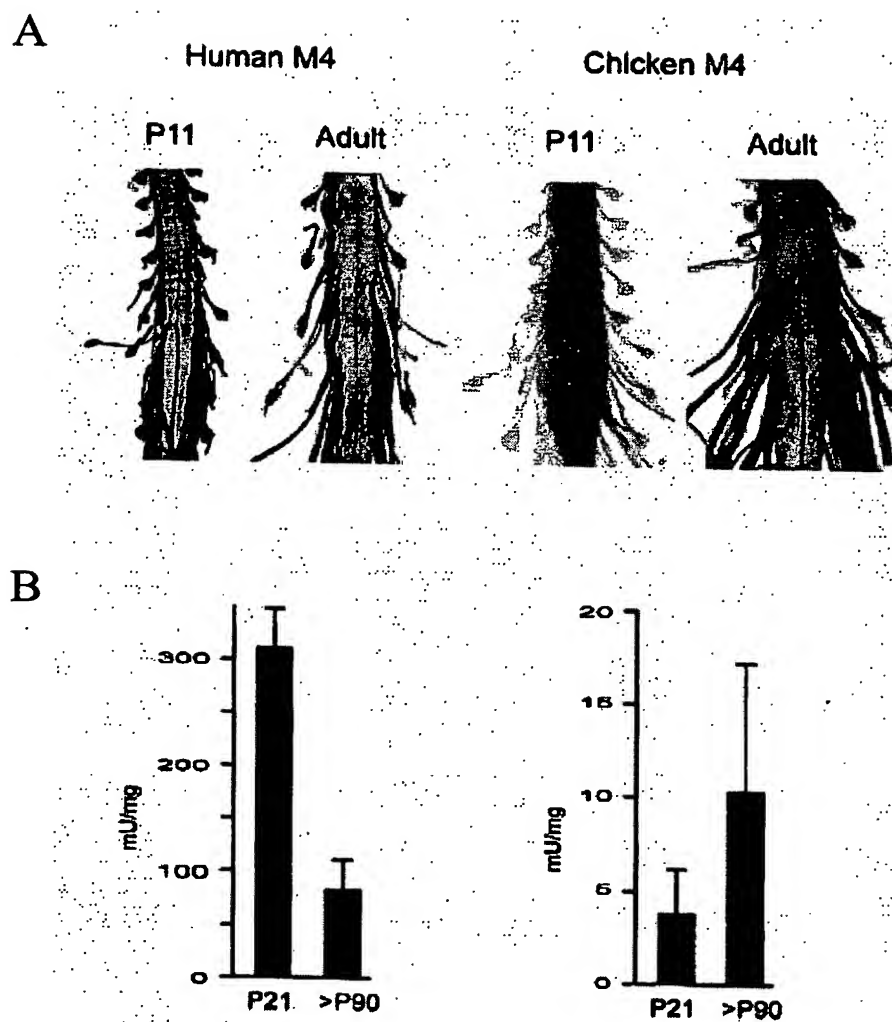 A
Human M4
Chicken M4
P11
Adult
P11
Adult
B
300
200
100
0
mU/mg
P21
>P90
20
15
10
5
0
mU/mg
P21
>P90